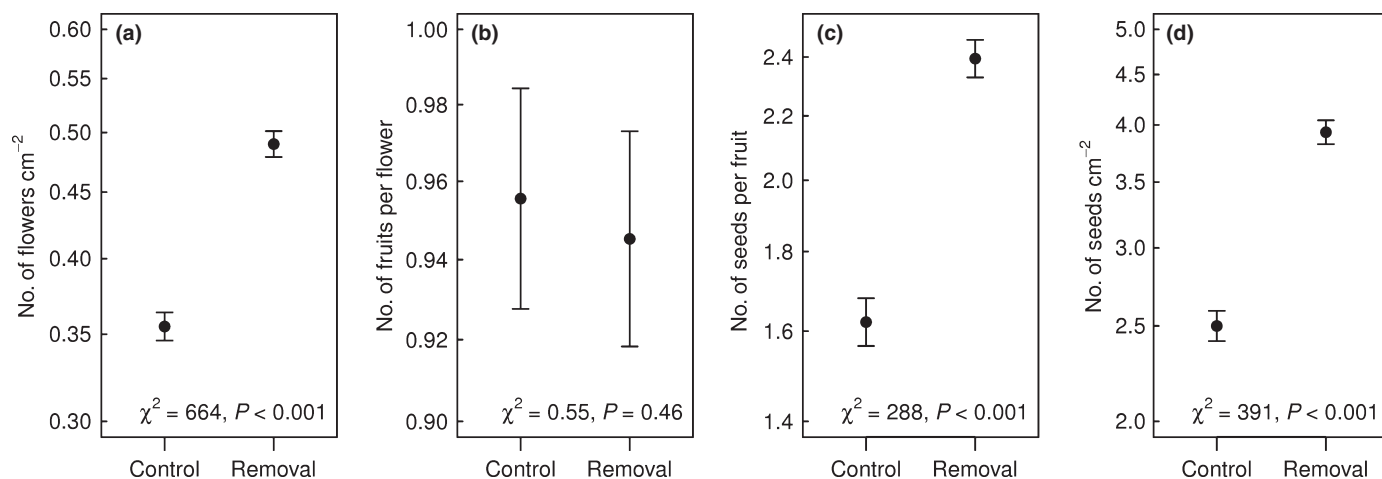 (a)
No. of flowers cm⁻²
0.60
0.55
0.50
0.45
0.40
0.35
0.30
χ² = 664, P < 0.001
Control Removal
(b)
No. of fruits per flower
1.00
0.98
0.96
0.94
0.92
0.90
χ² = 0.55, P = 0.46
Control Removal
(c)
No. of seeds per fruit
2.4
2.2
2.0
1.8
1.6
1.4
χ² = 288, P < 0.001
Control Removal
(d)
No. of seeds cm⁻²
5.0
4.5
4.0
3.5
3.0
2.5
2.0
χ² = 391, P < 0.001
Control Removal